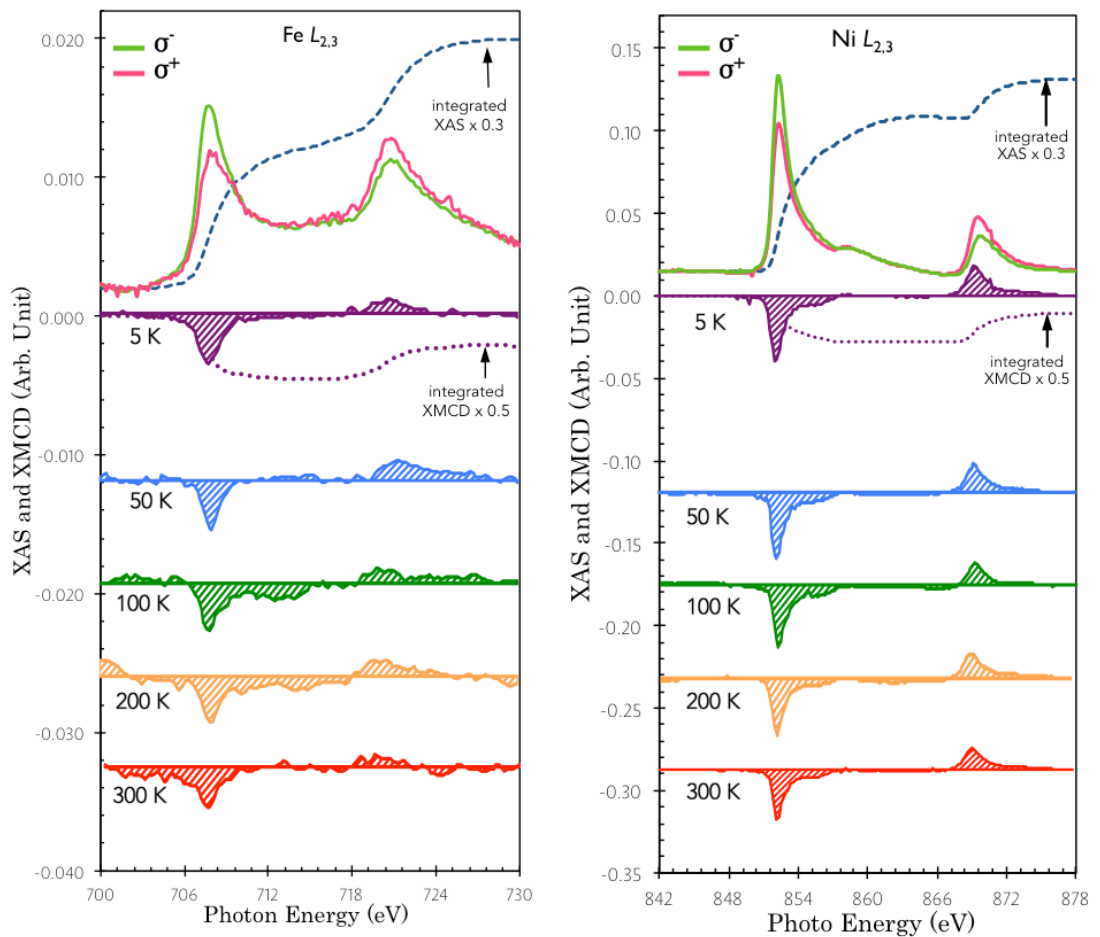 Fe L2,3
σ-
σ+
integrated
XAS x 0.3
5 K
integrated
XMCD x 0.5
50 K
100 K
200 K
300 K
0.020
0.010
0.000
-0.010
-0.020
-0.030
-0.040
XAS and XMCD (Arb. Unit)
700
706
712
718
724
730
Photon Energy (eV)
Ni L2,3
σ-
σ+
integrated
XAS x 0.3
5 K
integrated
XMCD x 0.5
50 K
100 K
200 K
300 K
0.15
0.10
0.05
0.00
-0.05
-0.10
-0.15
-0.20
-0.25
-0.30
-0.35
XAS and XMCD (Arb. Unit)
842
848
854
860
866
872
878
Photo Energy (eV)